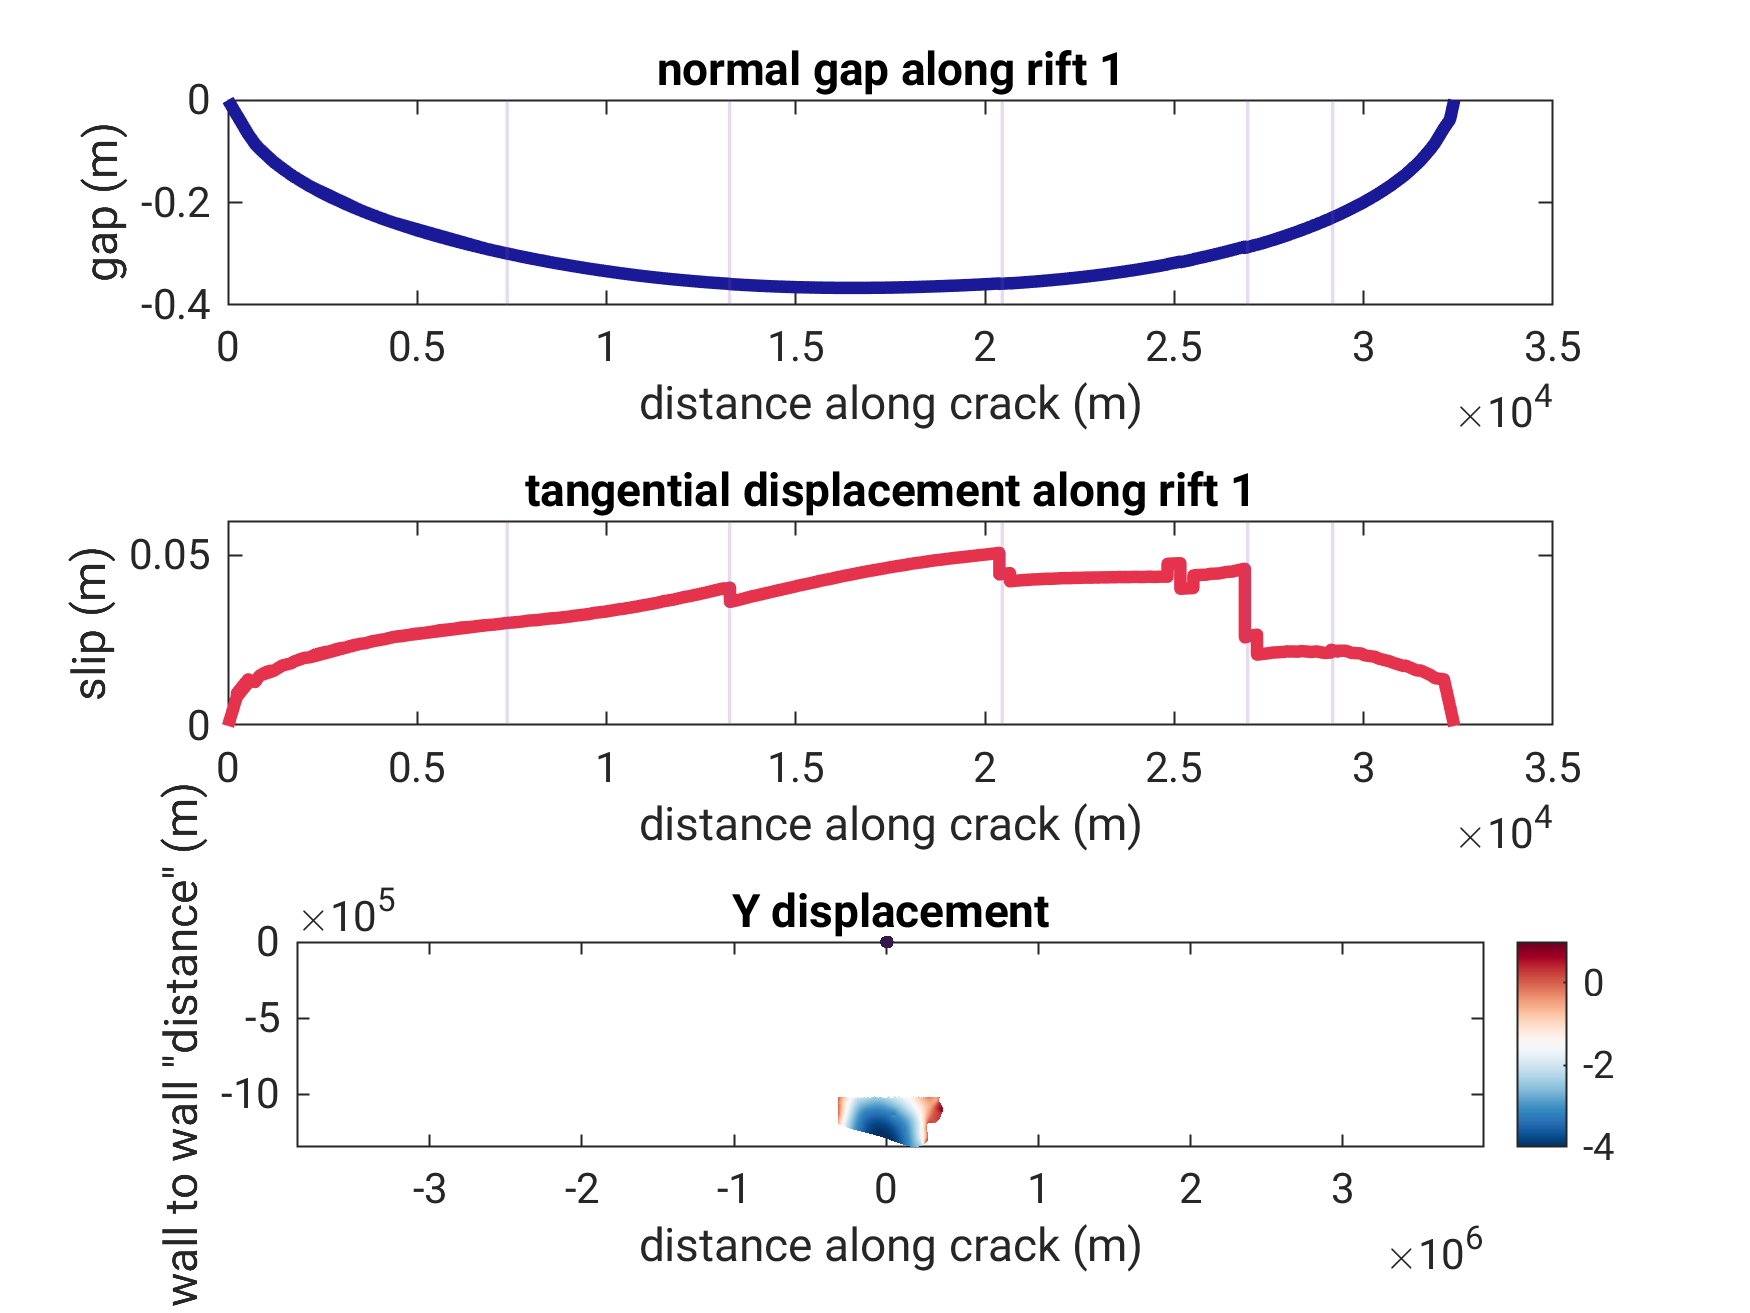 normal gap along rift 1
0
-0.2
-0.4
gap (m)
0 0.5 1 1.5 2 2.5 3 3.5
distance along crack (m)
×10^4
tangential displacement along rift 1
0.05
0
slip (m)
0 0.5 1 1.5 2 2.5 3 3.5
distance along crack (m)
×10^4
Y displacement
×10^5
0
-5
-10
wall to wall "distance" (m)
-3 -2 -1 0 1 2 3
distance along crack (m)
×10^6
0
-2
-4